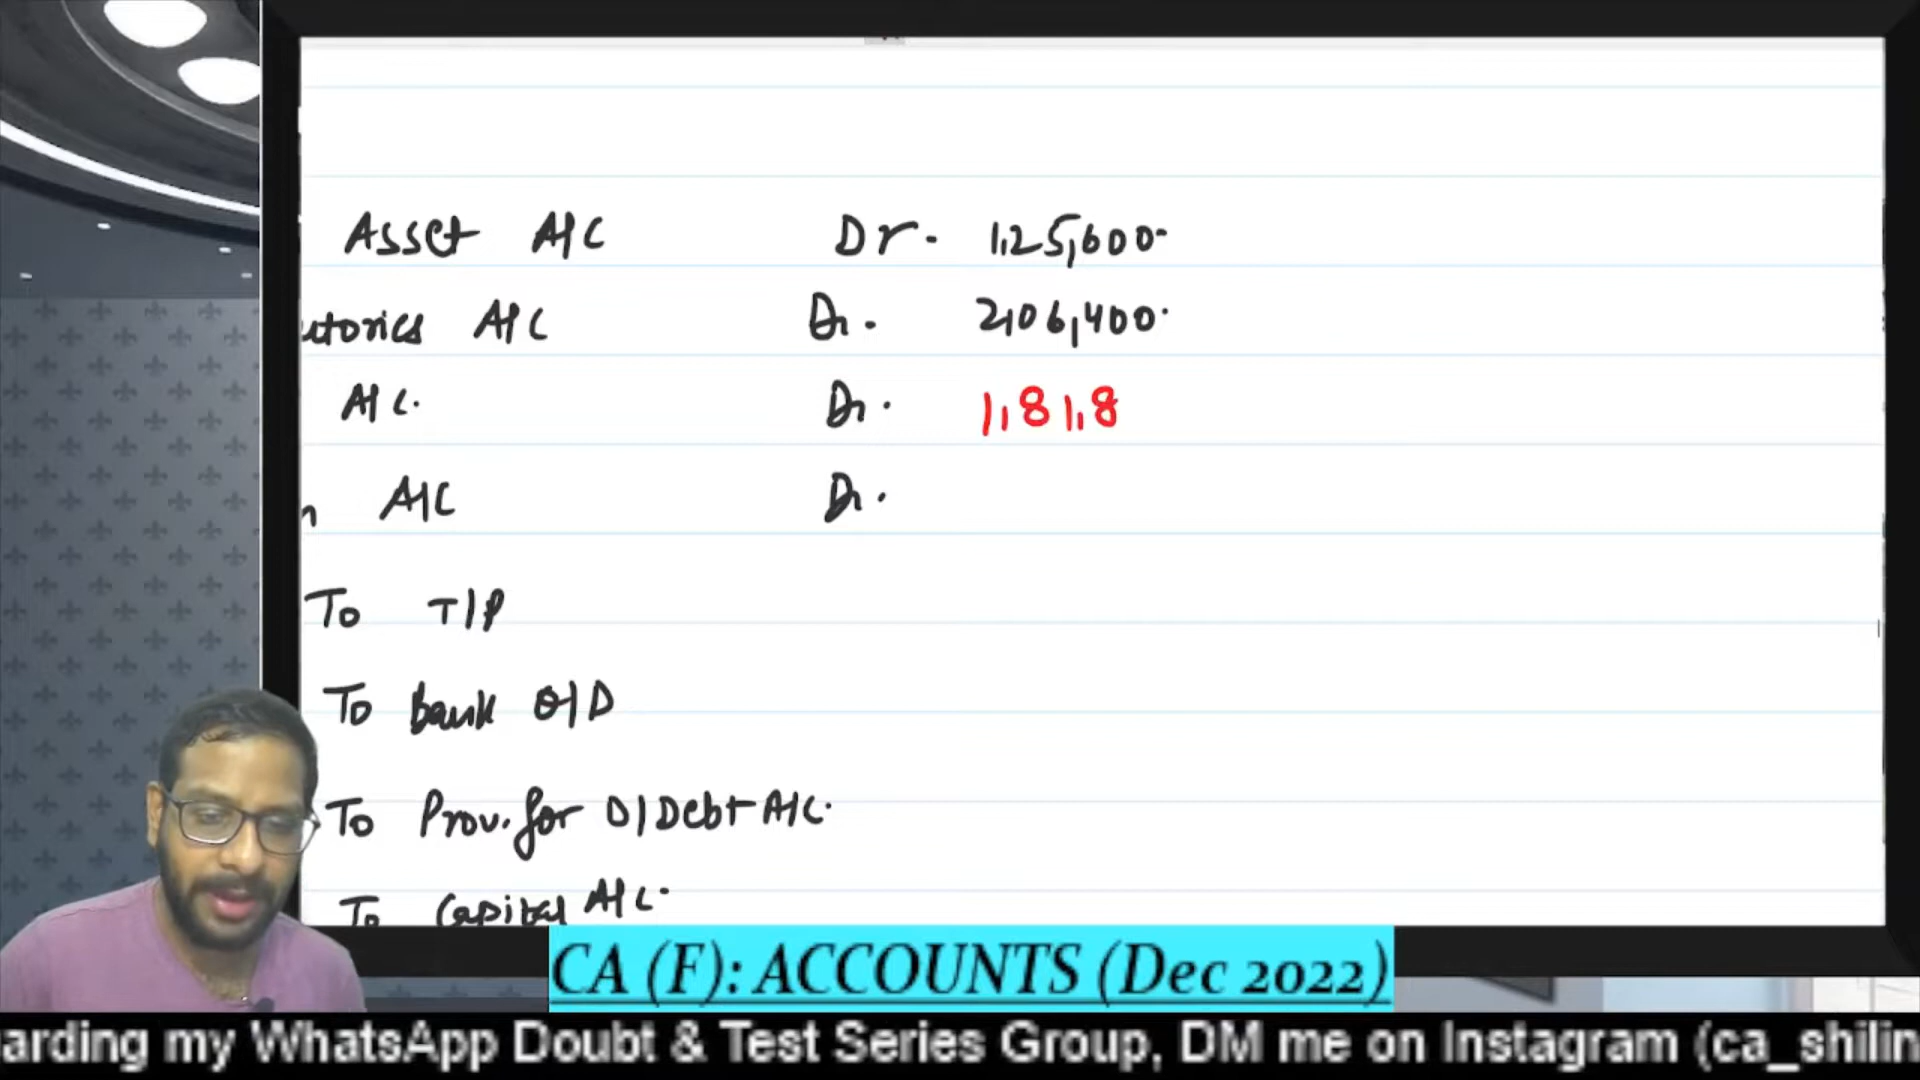 Asset A/C Dr. 1,25,600
utories A/C Dr. 2,06,400
A/C. Dr. 1,81,8
n A/C Dr.
To T/P
To Bank O/D
To Prov. for D/Debt A/C.
To Capital A/C.
CA (F): ACCOUNTS (Dec 2022)
arding my WhatsApp Doubt & Test Series Group, DM me on Instagram (ca_shilin